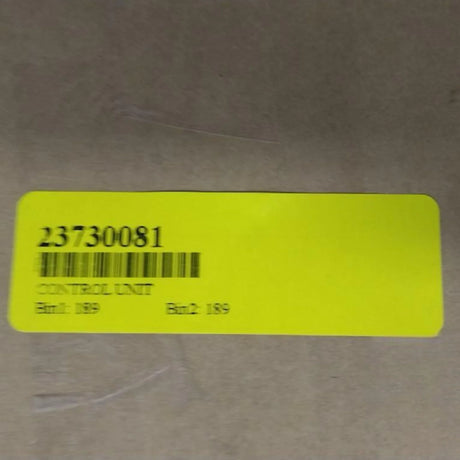 23730081
CONTROL UNIT
Bin1: 189 Bin2: 189